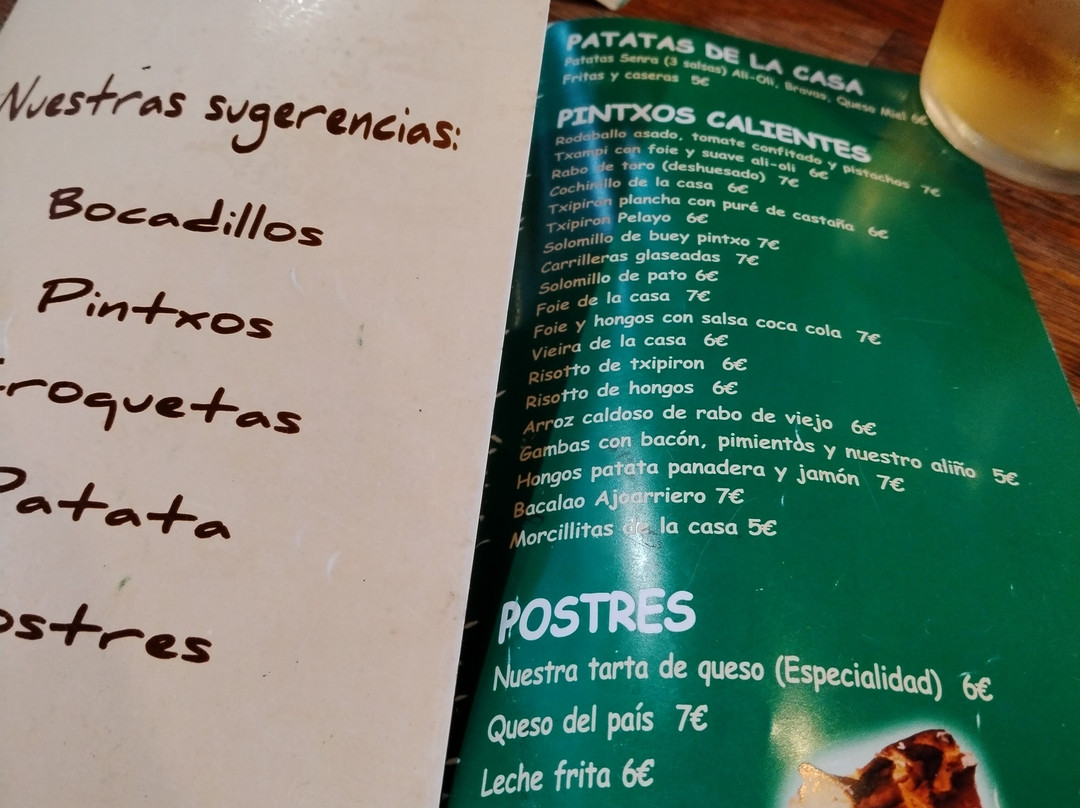 Nuestras sugerencias:
Bocadillos
Pintxos
Croquetas
Patata
Postres
PATATAS DE LA CASA
Patatas Senra (3 salsas) Ali-Oli, Bravas, Queso Miel 6€
Fritas y caseras 5€
PINTXOS CALIENTES
Rodaballo asado, tomate confitado y pistachos 7€
Txampi con foie y suave ali-oli 6€
Rabo de toro (deshuesado) 7€
Cochinillo de la casa 6€
Txipiron plancha con puré de castaña 6€
Txipiron Pelayo 6€
Solomillo de buey pintxo 7€
Carrilleras glaseadas 7€
Solomillo de pato 6€
Foie de la casa 7€
Foie y hongos con salsa coca cola 7€
Vieira de la casa 6€
Risotto de txipiron 6€
Risotto de hongos 6€
Arroz caldoso de rabo de viejo 6€
Gambas con bacón, pimientos y nuestro aliño 5€
Hongos patata panadera y jamón 7€
Bacalao Ajoarriero 7€
Morcillitas de la casa 5€
POSTRES
Nuestra tarta de queso (Especialidad) 6€
Queso del país 7€
Leche frita 6€